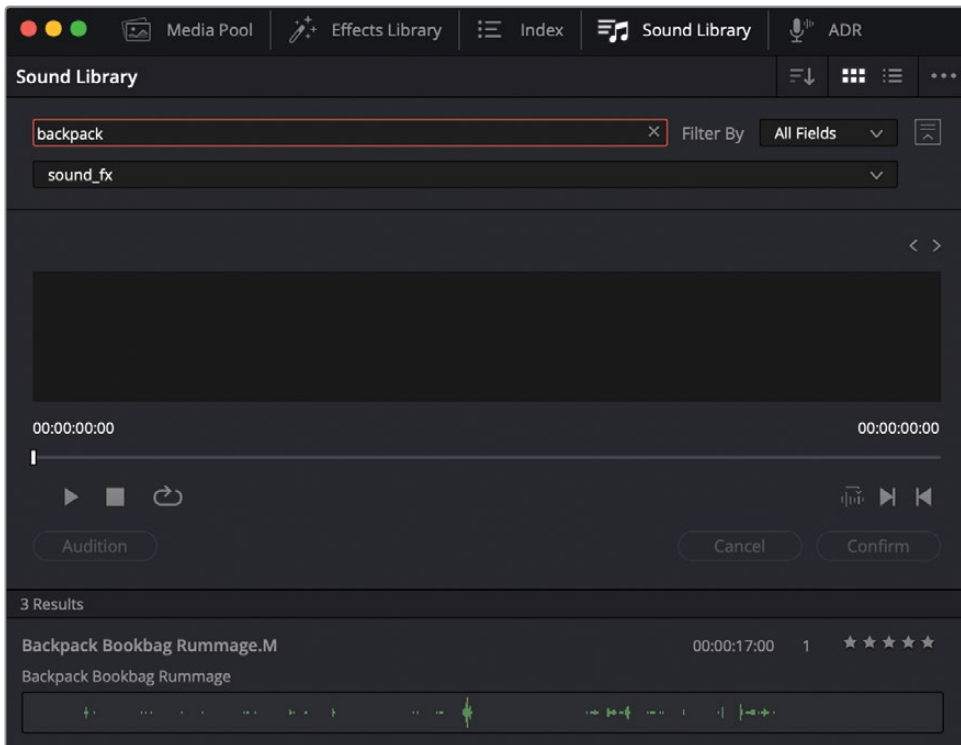 Media Pool Effects Library Index Sound Library ADR
Sound Library
backpack Filter By All Fields
sound_fx
00:00:00:00 00:00:00:00
Audition Cancel Confirm
3 Results
Backpack Bookbag Rummage.M 00:00:17:00 1
Backpack Bookbag Rummage